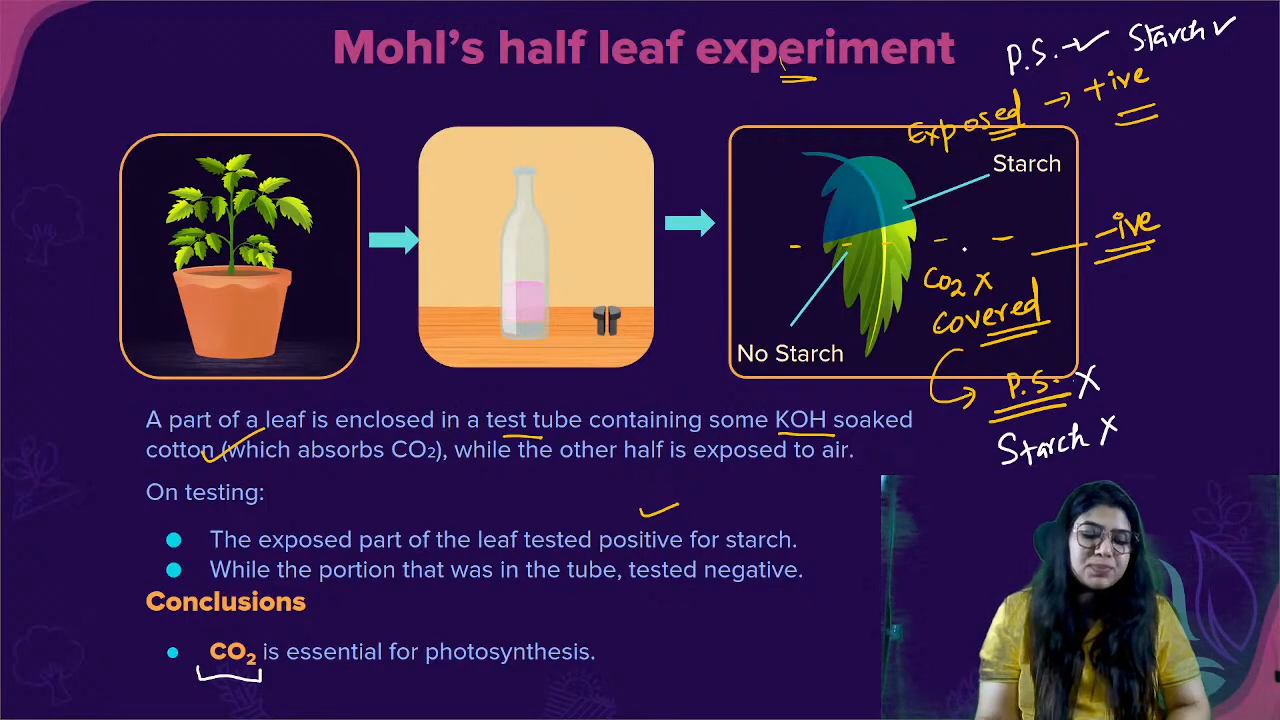 Mohl's half leaf experiment
P.S. → ✓ Starch ✓
Exposed → +ive
Starch
-ive
CO2 X
covered
No Starch
P.S. X
Starch X
A part of a leaf is enclosed in a test tube containing some KOH soaked
cotton (which absorbs CO₂), while the other half is exposed to air.
On testing:
The exposed part of the leaf tested positive for starch.
While the portion that was in the tube, tested negative.
Conclusions
CO₂ is essential for photosynthesis.